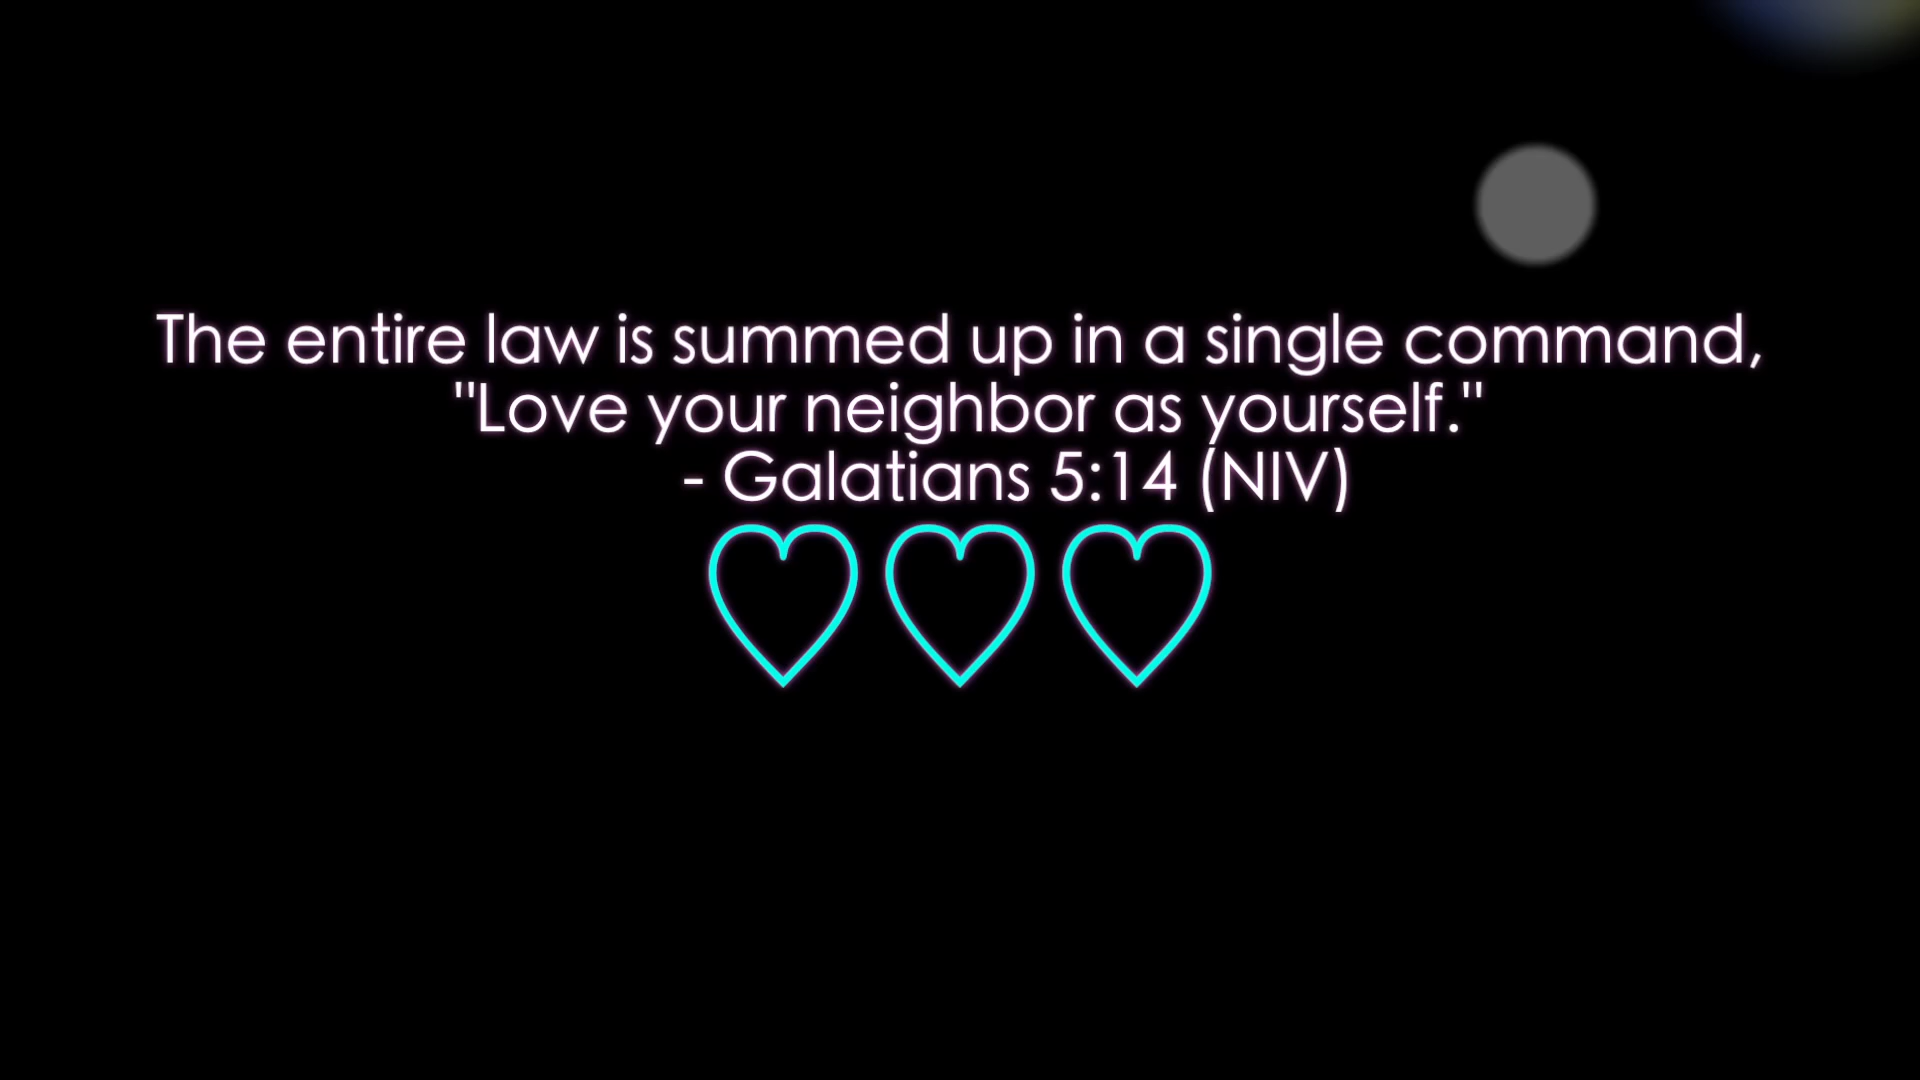 The entire law is summed up in a single command,
"Love your neighbor as yourself."
- Galatians 5:14 (NIV)